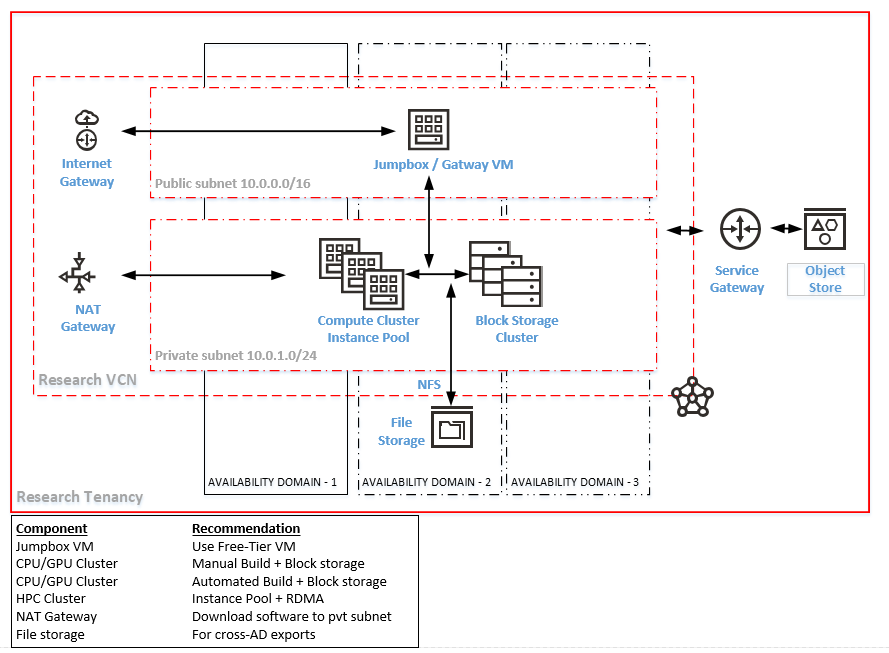 Internet
Gateway
Jumpbox / Gatway VM
Public subnet 10.0.0.0/16
NAT
Gateway
Compute Cluster
Instance Pool
Block Storage
Cluster
Service
Gateway
Object
Store
Private subnet 10.0.1.0/24
Research VCN
NFS
File
Storage
AVAILABILITY DOMAIN - 1
AVAILABILITY DOMAIN - 2
AVAILABILITY DOMAIN - 3
Research Tenancy
Component Recommendation
Jumpbox VM Use Free-Tier VM
CPU/GPU Cluster Manual Build + Block storage
CPU/GPU Cluster Automated Build + Block storage
HPC Cluster Instance Pool + RDMA
NAT Gateway Download software to pvt subnet
File storage For cross-AD exports